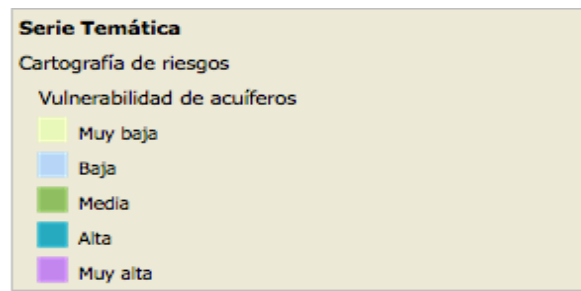 Serie Temática
Cartografía de riesgos
Vulnerabilidad de acuíferos
Muy baja
Baja
Media
Alta
Muy alta